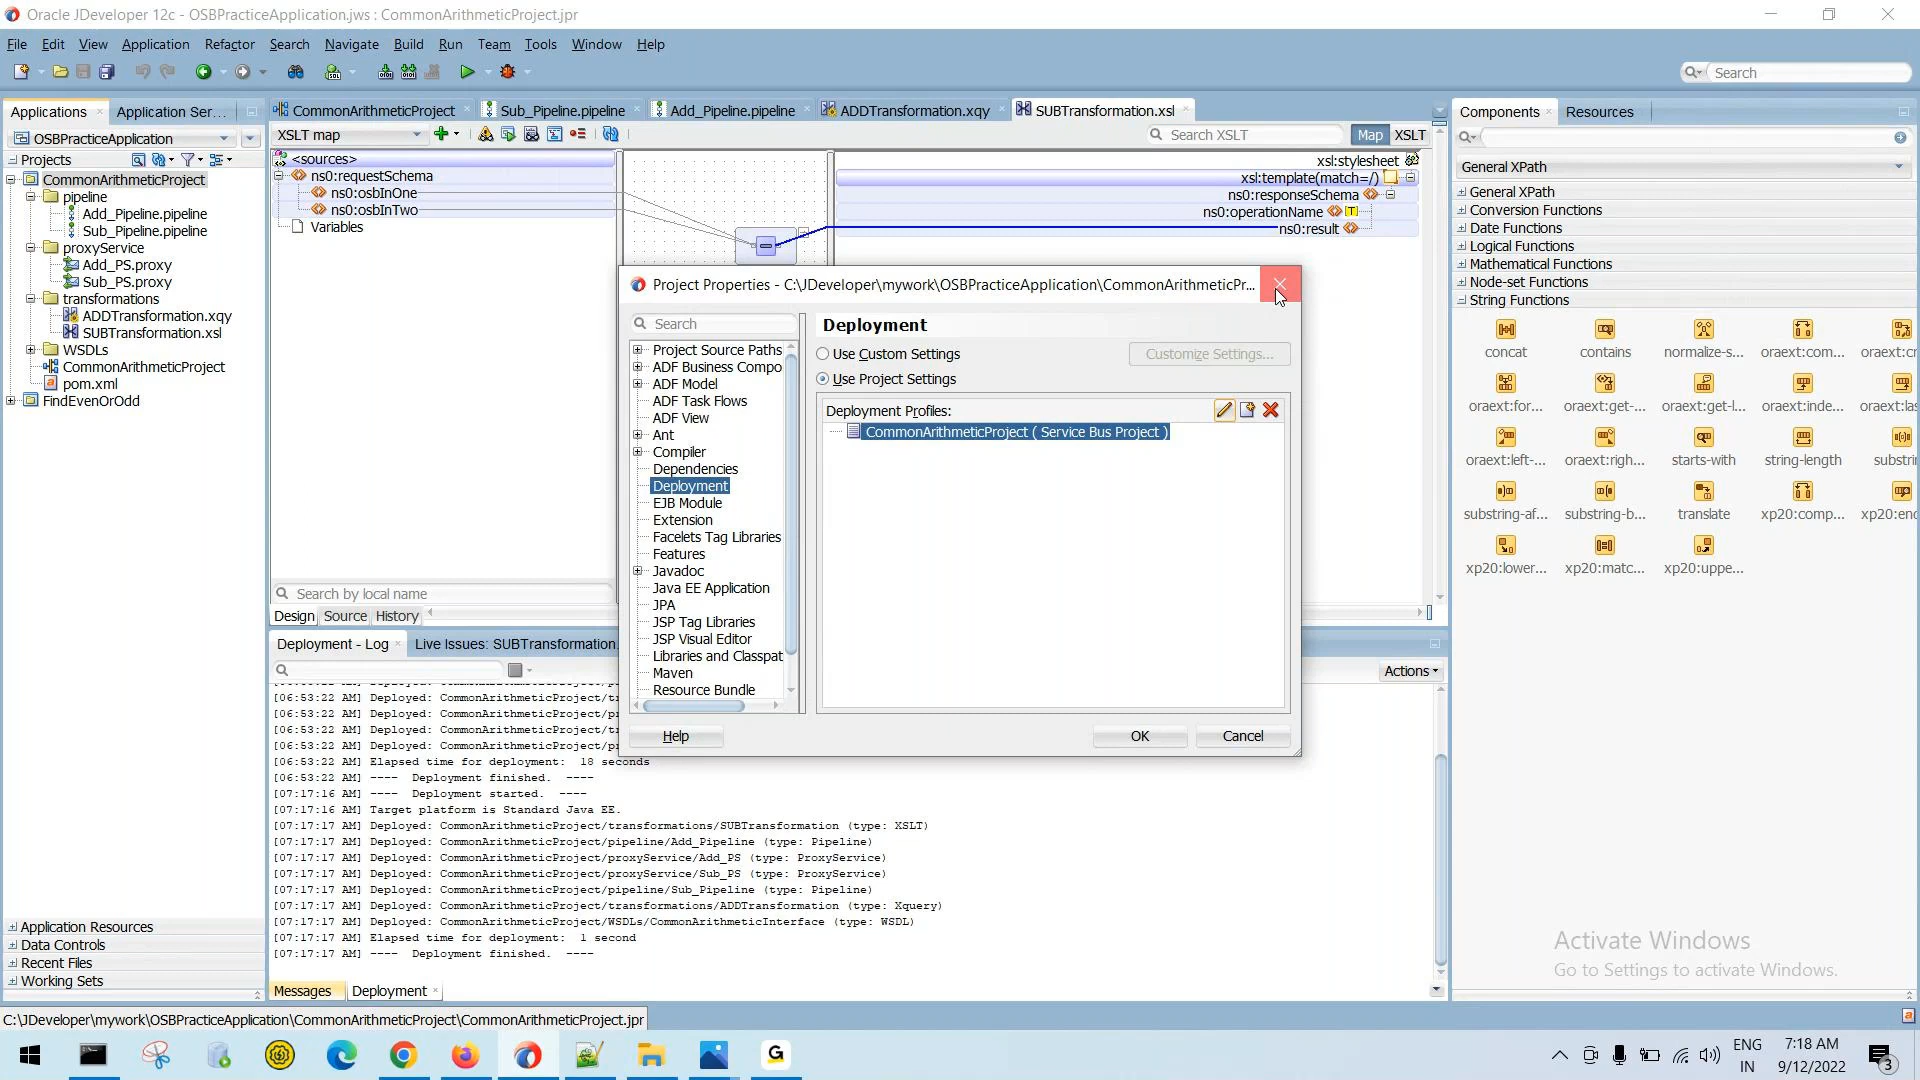 Oracle JDeveloper 12c - OSBPracticeApplication.jws : CommonArithmeticProject.jpr
File Edit View Application Refactor Search Navigate Build Run Team Tools Window Help
Search
Applications Application Ser...
CommonArithmeticProject Sub_Pipeline.pipeline Add_Pipeline.pipeline ADDTransformation.xqy SUBTransformation.xsl
Components Resources
OSBPracticeApplication
XSLT map
Search XSLT
Map XSLT
Projects
CommonArithmeticProject
pipeline
Add_Pipeline.pipeline
Sub_Pipeline.pipeline
proxyService
Add_PS.proxy
Sub_PS.proxy
transformations
ADDTransformation.xqy
SUBTransformation.xsl
WSDLs
CommonArithmeticProject
pom.xml
FindEvenOrOdd
<sources>
ns0:requestSchema
ns0:osbInOne
ns0:osbInTwo
Variables
xsl:stylesheet
xsl:template(match=/)
ns0:responseSchema
ns0:operationName
T
ns0:result
General XPath
General XPath
Conversion Functions
Date Functions
Logical Functions
Mathematical Functions
Node-set Functions
String Functions
concat contains normalize-s... oraext:com... oraext:cr
oraext:for... oraext:get-... oraext:get-l... oraext:inde... oraext:las
oraext:left-... oraext:righ... starts-with string-length substri
substring-af... substring-b... translate xp20:comp... xp20:end
xp20:lower... xp20:matc... xp20:uppe...
Project Properties - C:\JDeveloper\mywork\OSBPracticeApplication\CommonArithmeticPr...
Search
Project Source Paths
ADF Business Compo
ADF Model
ADF Task Flows
ADF View
Ant
Compiler
Dependencies
Deployment
EJB Module
Extension
Facelets Tag Libraries
Features
Javadoc
Java EE Application
JPA
JSP Tag Libraries
JSP Visual Editor
Libraries and Classpat
Maven
Resource Bundle
Deployment
Use Custom Settings
Customize Settings...
Use Project Settings
Deployment Profiles:
CommonArithmeticProject ( Service Bus Project )
Help
OK
Cancel
Search by local name
Design Source History
Deployment - Log Live Issues: SUBTransformation.
Actions
[06:53:22 AM] Deployed: CommonArithmeticProject/tr
[06:53:22 AM] Deployed: CommonArithmeticProject/pr
[06:53:22 AM] Deployed: CommonArithmeticProject/tr
[06:53:22 AM] Deployed: CommonArithmeticProject/pi
[06:53:22 AM] Elapsed time for deployment: 18 seconds
[06:53:22 AM] ---- Deployment finished. ----
[07:17:16 AM] ---- Deployment started. ----
[07:17:16 AM] Target platform is Standard Java EE.
[07:17:17 AM] Deployed: CommonArithmeticProject/transformations/SUBTransformation (type: XSLT)
[07:17:17 AM] Deployed: CommonArithmeticProject/pipeline/Add_Pipeline (type: Pipeline)
[07:17:17 AM] Deployed: CommonArithmeticProject/proxyService/Add_PS (type: ProxyService)
[07:17:17 AM] Deployed: CommonArithmeticProject/proxyService/Sub_PS (type: ProxyService)
[07:17:17 AM] Deployed: CommonArithmeticProject/pipeline/Sub_Pipeline (type: Pipeline)
[07:17:17 AM] Deployed: CommonArithmeticProject/transformations/ADDTransformation (type: Xquery)
[07:17:17 AM] Deployed: CommonArithmeticProject/WSDLs/CommonArithmeticInterface (type: WSDL)
[07:17:17 AM] Elapsed time for deployment: 1 second
[07:17:17 AM] ---- Deployment finished. ----
Messages Deployment
Application Resources
Data Controls
Recent Files
Working Sets
Activate Windows
Go to Settings to activate Windows.
C:\JDeveloper\mywork\OSBPracticeApplication\CommonArithmeticProject\CommonArithmeticProject.jpr
G
ENG
IN
7:18 AM
9/12/2022
3